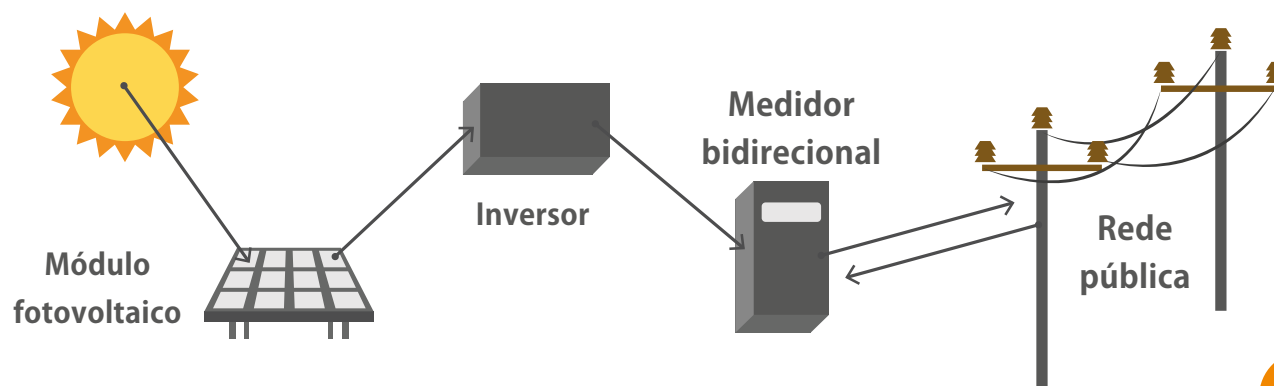 Módulo
fotovoltaico
Inversor
Medidor
bidirecional
Rede
pública